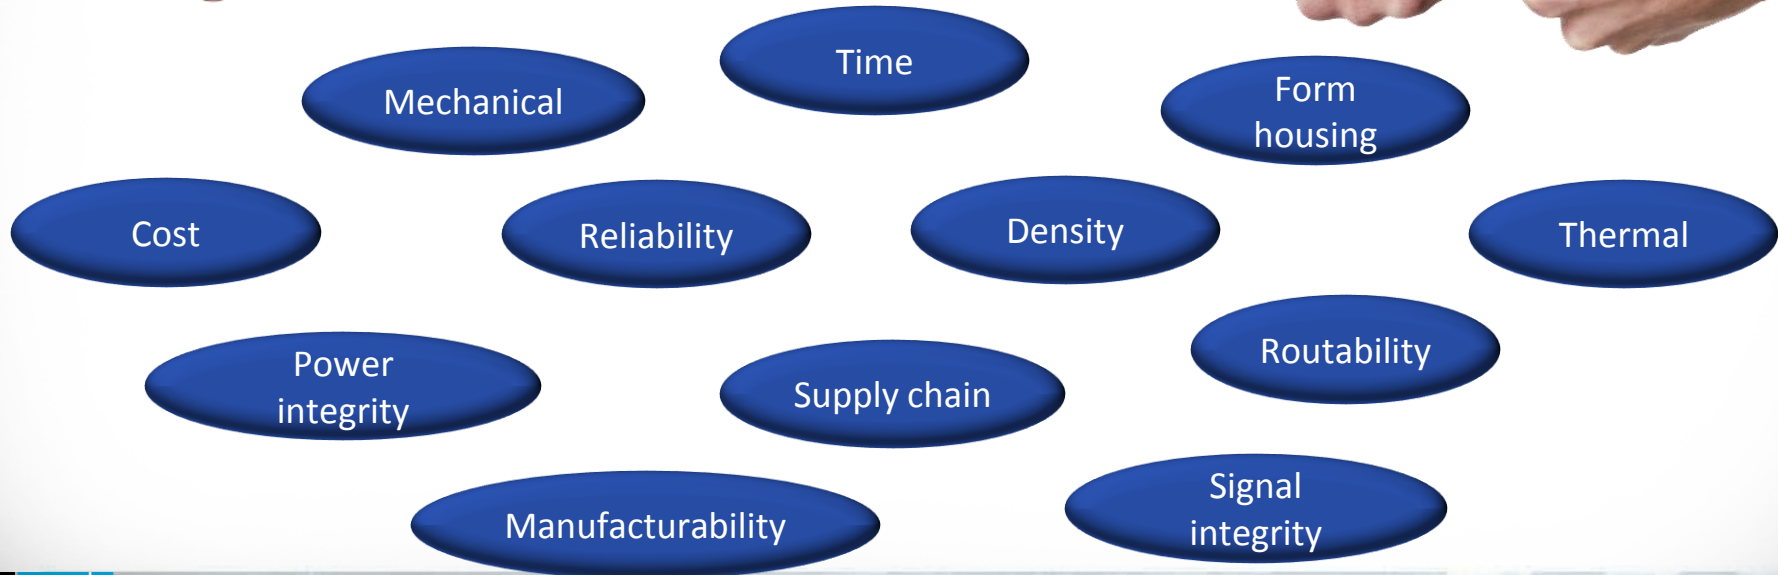 Time
Mechanical
Form
housing
Cost
Reliability
Density
Thermal
Power
integrity
Supply chain
Routability
Manufacturability
Signal
integrity